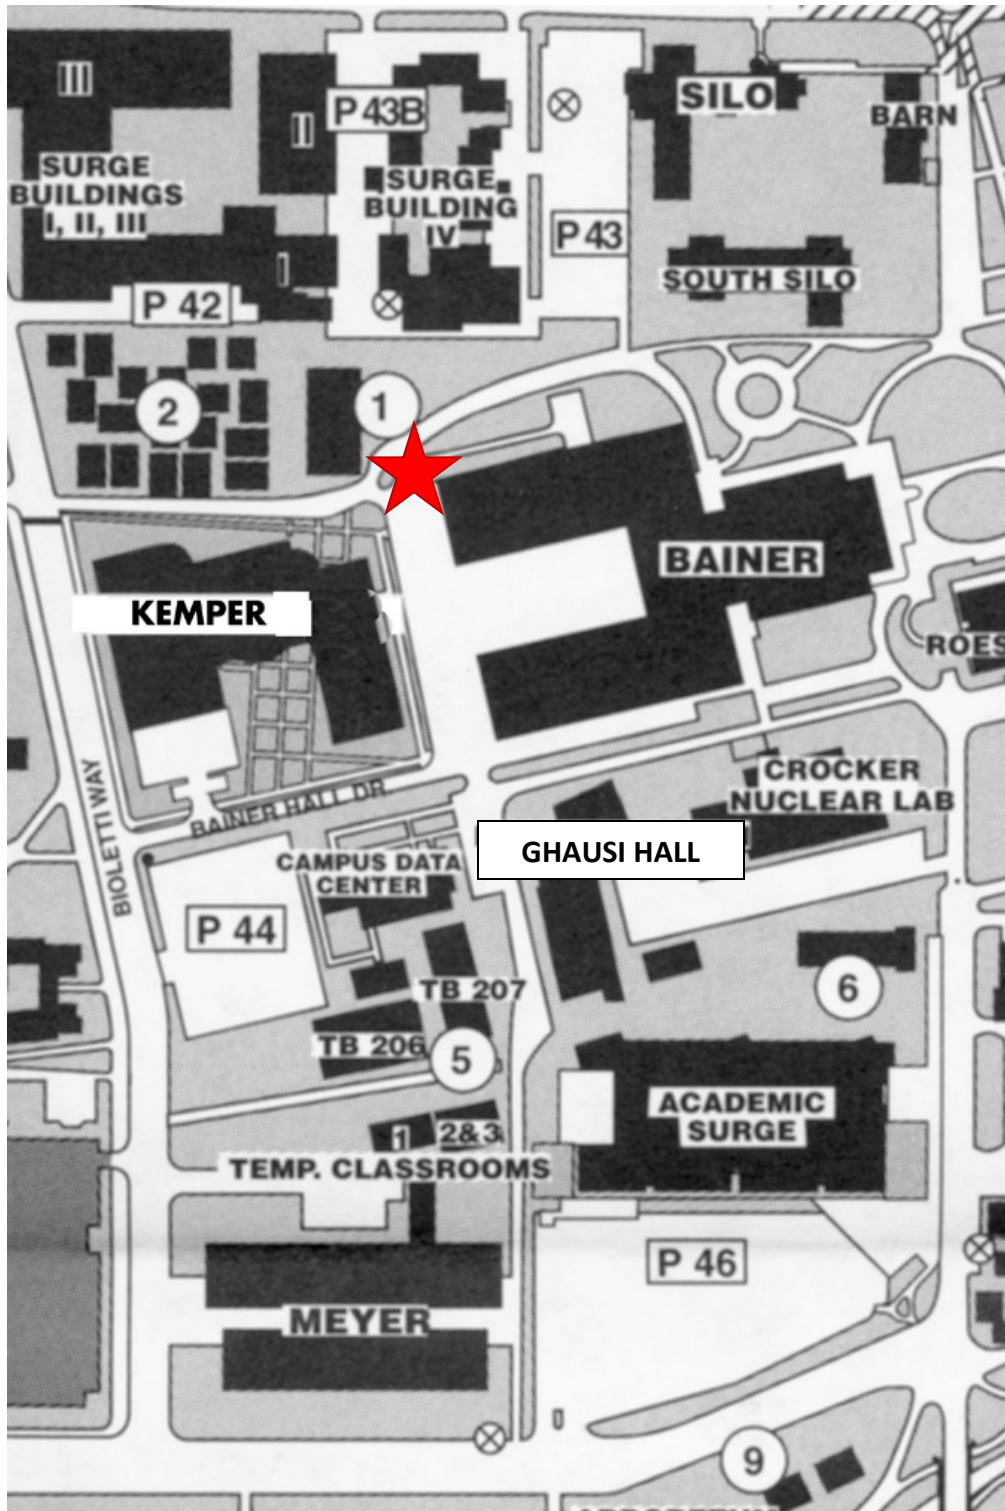 III
II
P 43B
SILO
BARN
SURGE
BUILDINGS
I, II, III
SURGE
BUILDING
IV
P 43
I
SOUTH SILO
P 42
2
1
BAINER
KEMPER
ROES
BIOLETTI WAY
BAINER HALL DR.
CROCKER
NUCLEAR LAB
GHAUSI HALL
CAMPUS DATA
CENTER
P 44
TB 207
6
TB 206
5
ACADEMIC
SURGE
1
2&3
TEMP. CLASSROOMS
P 46
MEYER
9